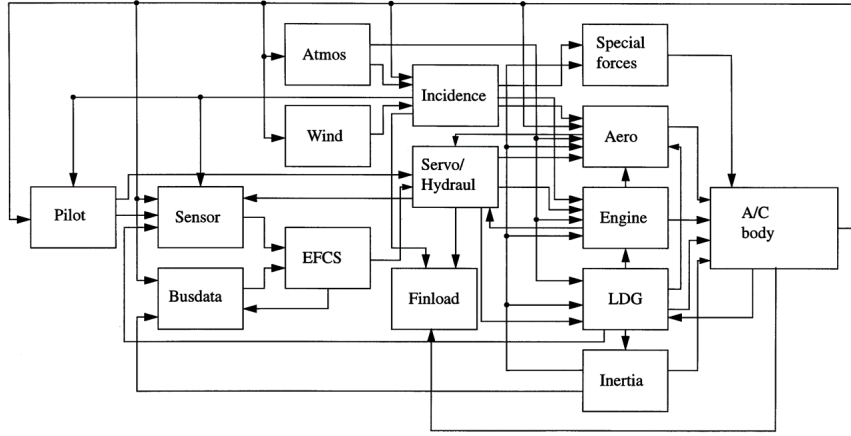 Atmos
Special
forces
Incidence
Wind
Aero
Servo/
Hydraul
Pilot
Sensor
Engine
A/C
body
EFCS
Busdata
Finload
LDG
Inertia